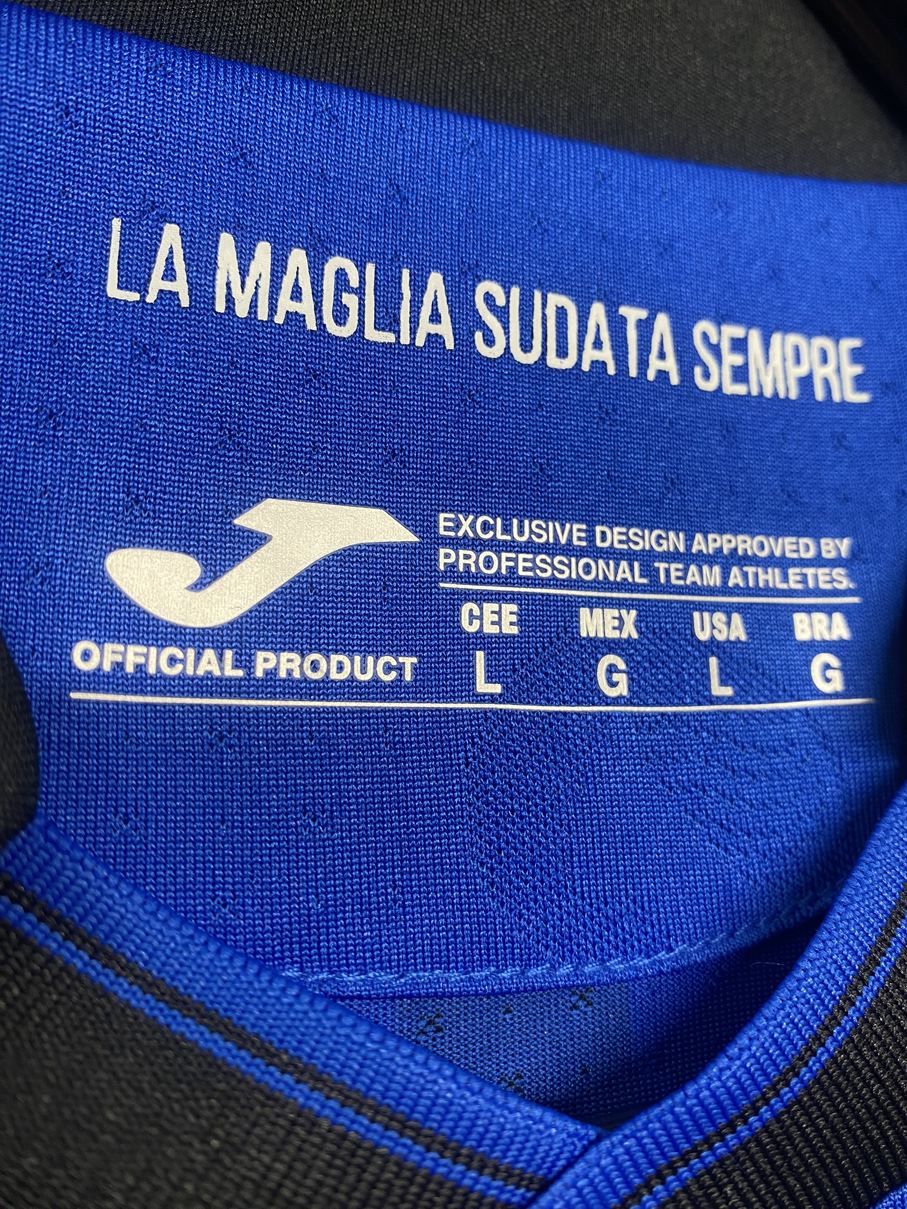 LA MAGLIA SUDATA SEMPRE
EXCLUSIVE DESIGN APPROVED BY
PROFESSIONAL TEAM ATHLETES.
CEE MEX USA BRA
OFFICIAL PRODUCT L G L G